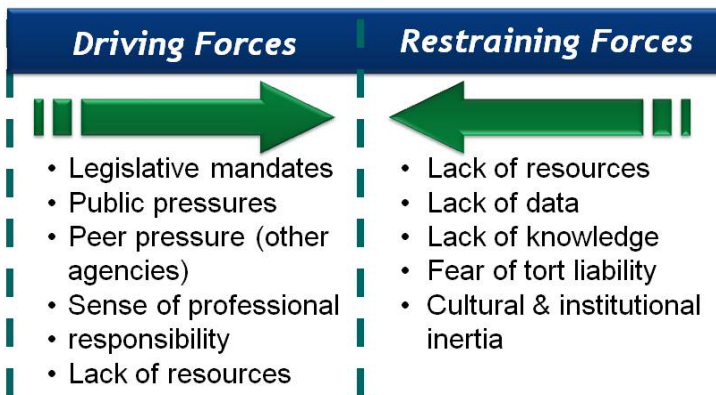 Driving Forces
• Legislative mandates
• Public pressures
• Peer pressure (other
agencies)
• Sense of professional
• responsibility
• Lack of resources
Restraining Forces
• Lack of resources
• Lack of data
• Lack of knowledge
• Fear of tort liability
• Cultural & institutional
inertia